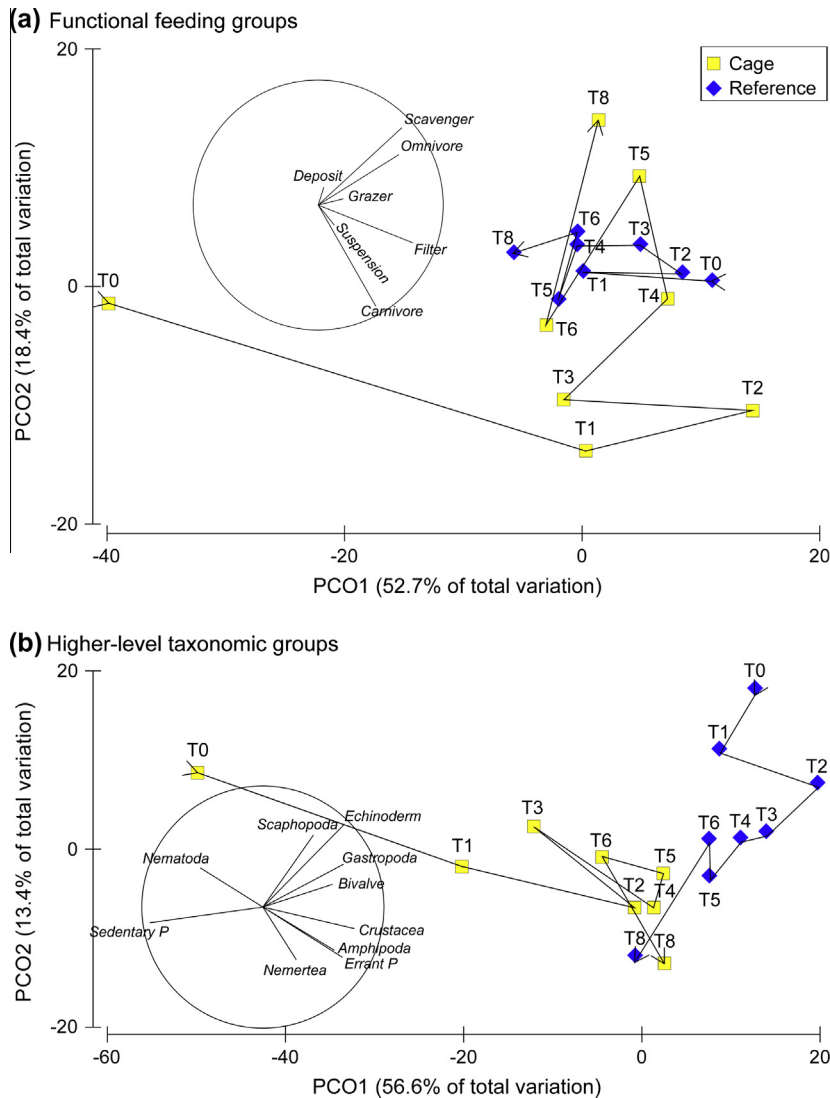 (a) Functional feeding groups
20
Cage
Reference
T8
Scavenger
Omnivore
T5
Deposit
Grazer
T6
T3
T8
T4
Suspension
Filter
T2
T0
T0
T1
T5
T4
0
Carnivore
T6
T3
T2
T1
PCO2 (18.4% of total variation)
-20
-40
-20
0
20
PCO1 (52.7% of total variation)
(b) Higher-level taxonomic groups
20
T0
T0
T1
T2
T3
Echinoderm
Scaphopoda
T6
T4
T3
T1
T6
0
Nematoda
Gastropoda
T5
Bivalve
T2
T4
T5
Sedentary P
Crustacea
T8
T8
Amphipoda
Errant P
Nemertea
PCO2 (13.4% of total variation)
-20
-60
-40
-20
0
20
PCO1 (56.6% of total variation)